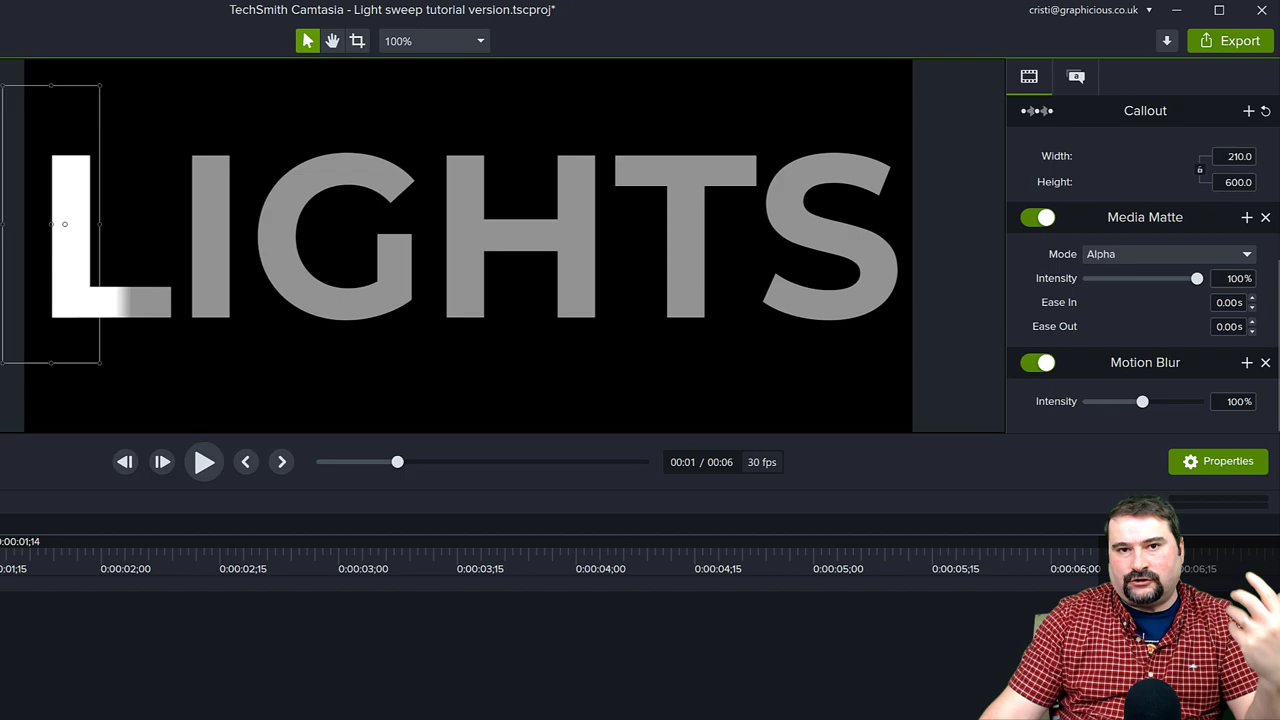 TechSmith Camtasia - Light sweep tutorial version.tscproj*
cristi@graphicious.co.uk
100%
Export
a
Callout
Width:
210.0
Height:
600.0
LIGHTS
Media Matte
Mode
Alpha
Intensity
100%
Ease In
0.00s
Ease Out
0.00s
Motion Blur
Intensity
100%
00:01 / 00:06
30 fps
Properties
0:00:01;14
0:01;15
0:00:02;00
0:00:02;15
0:00:03;00
0:00:03;15
0:00:04;00
0:00:04;15
0:00:05;00
0:00:05;15
0:00:06;00
0:06;15